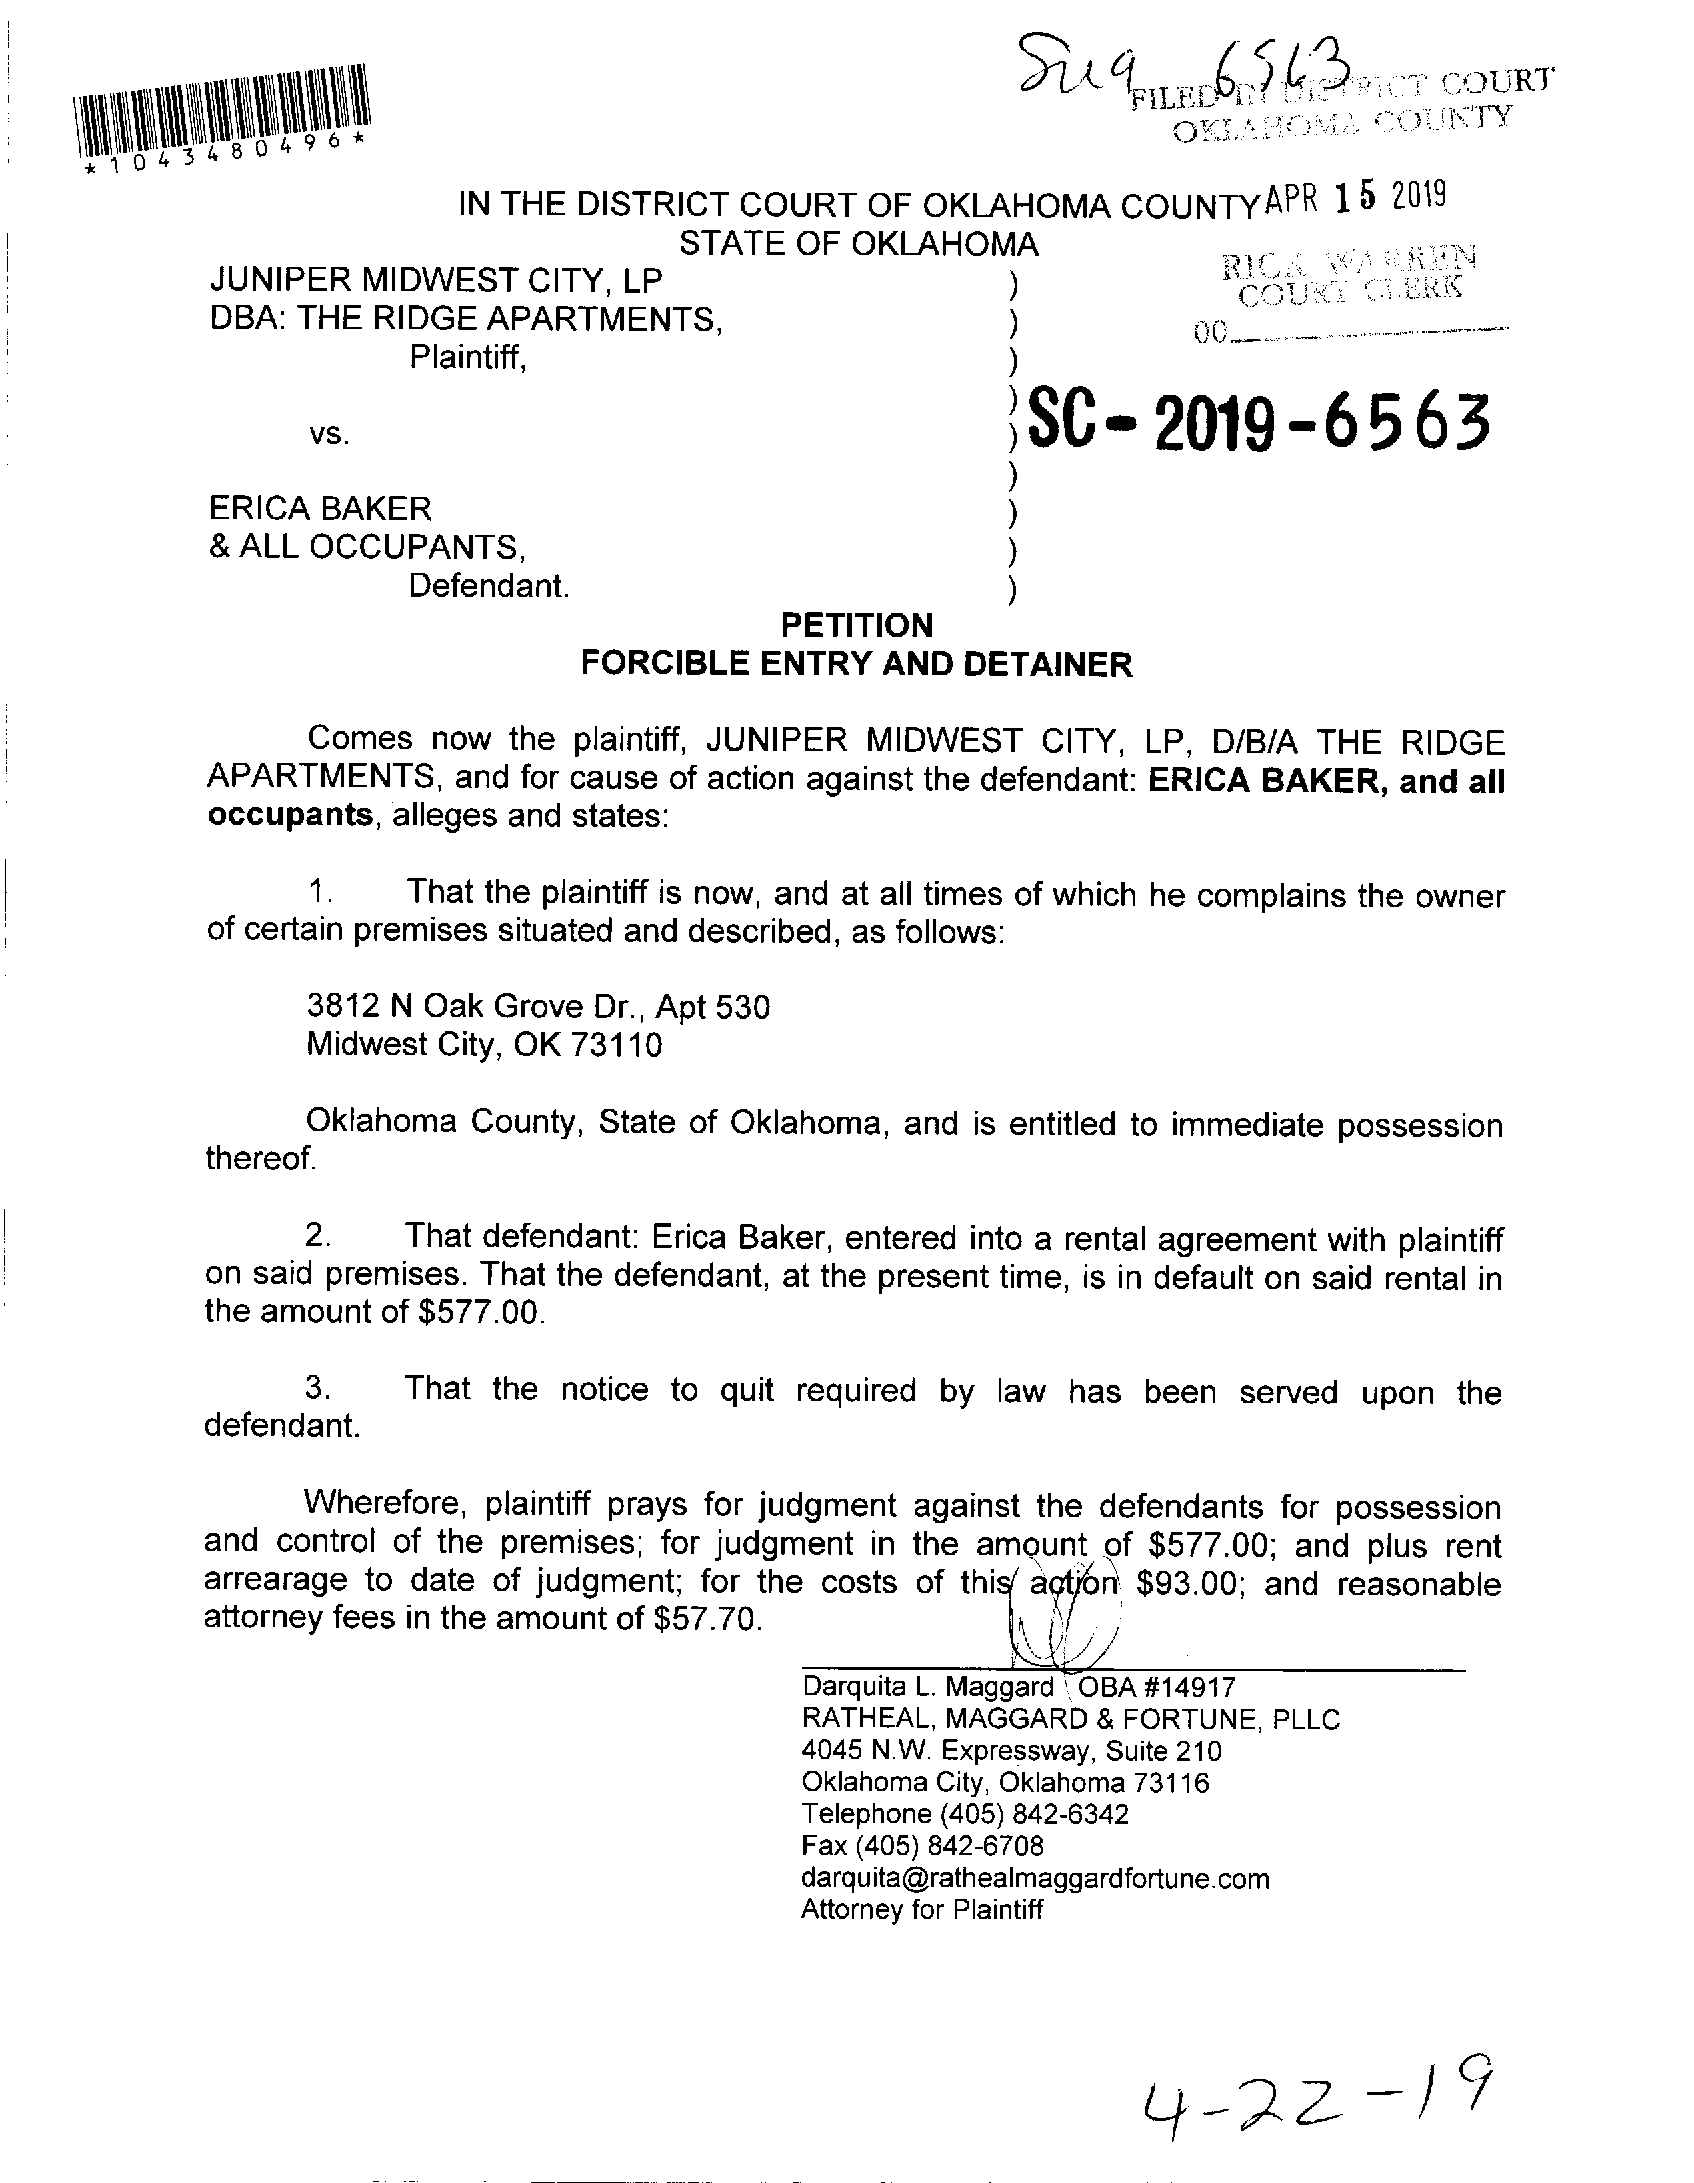 6563
FILED IN DISTRICT COURT
OKLAHOMA COUNTY
*1043480496*
IN THE DISTRICT COURT OF OKLAHOMA COUNTY APR 15 2019
STATE OF OKLAHOMA
RICK WARREN
COURT CLERK
00
JUNIPER MIDWEST CITY, LP )
DBA: THE RIDGE APARTMENTS, )
Plaintiff, )
)
vs. ) SC-2019-6563
)
ERICA BAKER )
& ALL OCCUPANTS, )
Defendant. )
PETITION
FORCIBLE ENTRY AND DETAINER
Comes now the plaintiff, JUNIPER MIDWEST CITY, LP, D/B/A THE RIDGE
APARTMENTS, and for cause of action against the defendant: ERICA BAKER, and all
occupants, alleges and states:
1. That the plaintiff is now, and at all times of which he complains the owner
of certain premises situated and described, as follows:
3812 N Oak Grove Dr., Apt 530
Midwest City, OK 73110
Oklahoma County, State of Oklahoma, and is entitled to immediate possession
thereof.
2. That defendant: Erica Baker, entered into a rental agreement with plaintiff
on said premises. That the defendant, at the present time, is in default on said rental in
the amount of $577.00.
3. That the notice to quit required by law has been served upon the
defendant.
Wherefore, plaintiff prays for judgment against the defendants for possession
and control of the premises; for judgment in the amount of $577.00; and plus rent
arrearage to date of judgment; for the costs of this action $93.00; and reasonable
attorney fees in the amount of $57.70.
Darquita L. Maggard OBA #14917
RATHEAL, MAGGARD & FORTUNE, PLLC
4045 N.W. Expressway, Suite 210
Oklahoma City, Oklahoma 73116
Telephone (405) 842-6342
Fax (405) 842-6708
darquita@rathealmaggardfortune.com
Attorney for Plaintiff
4-22-19